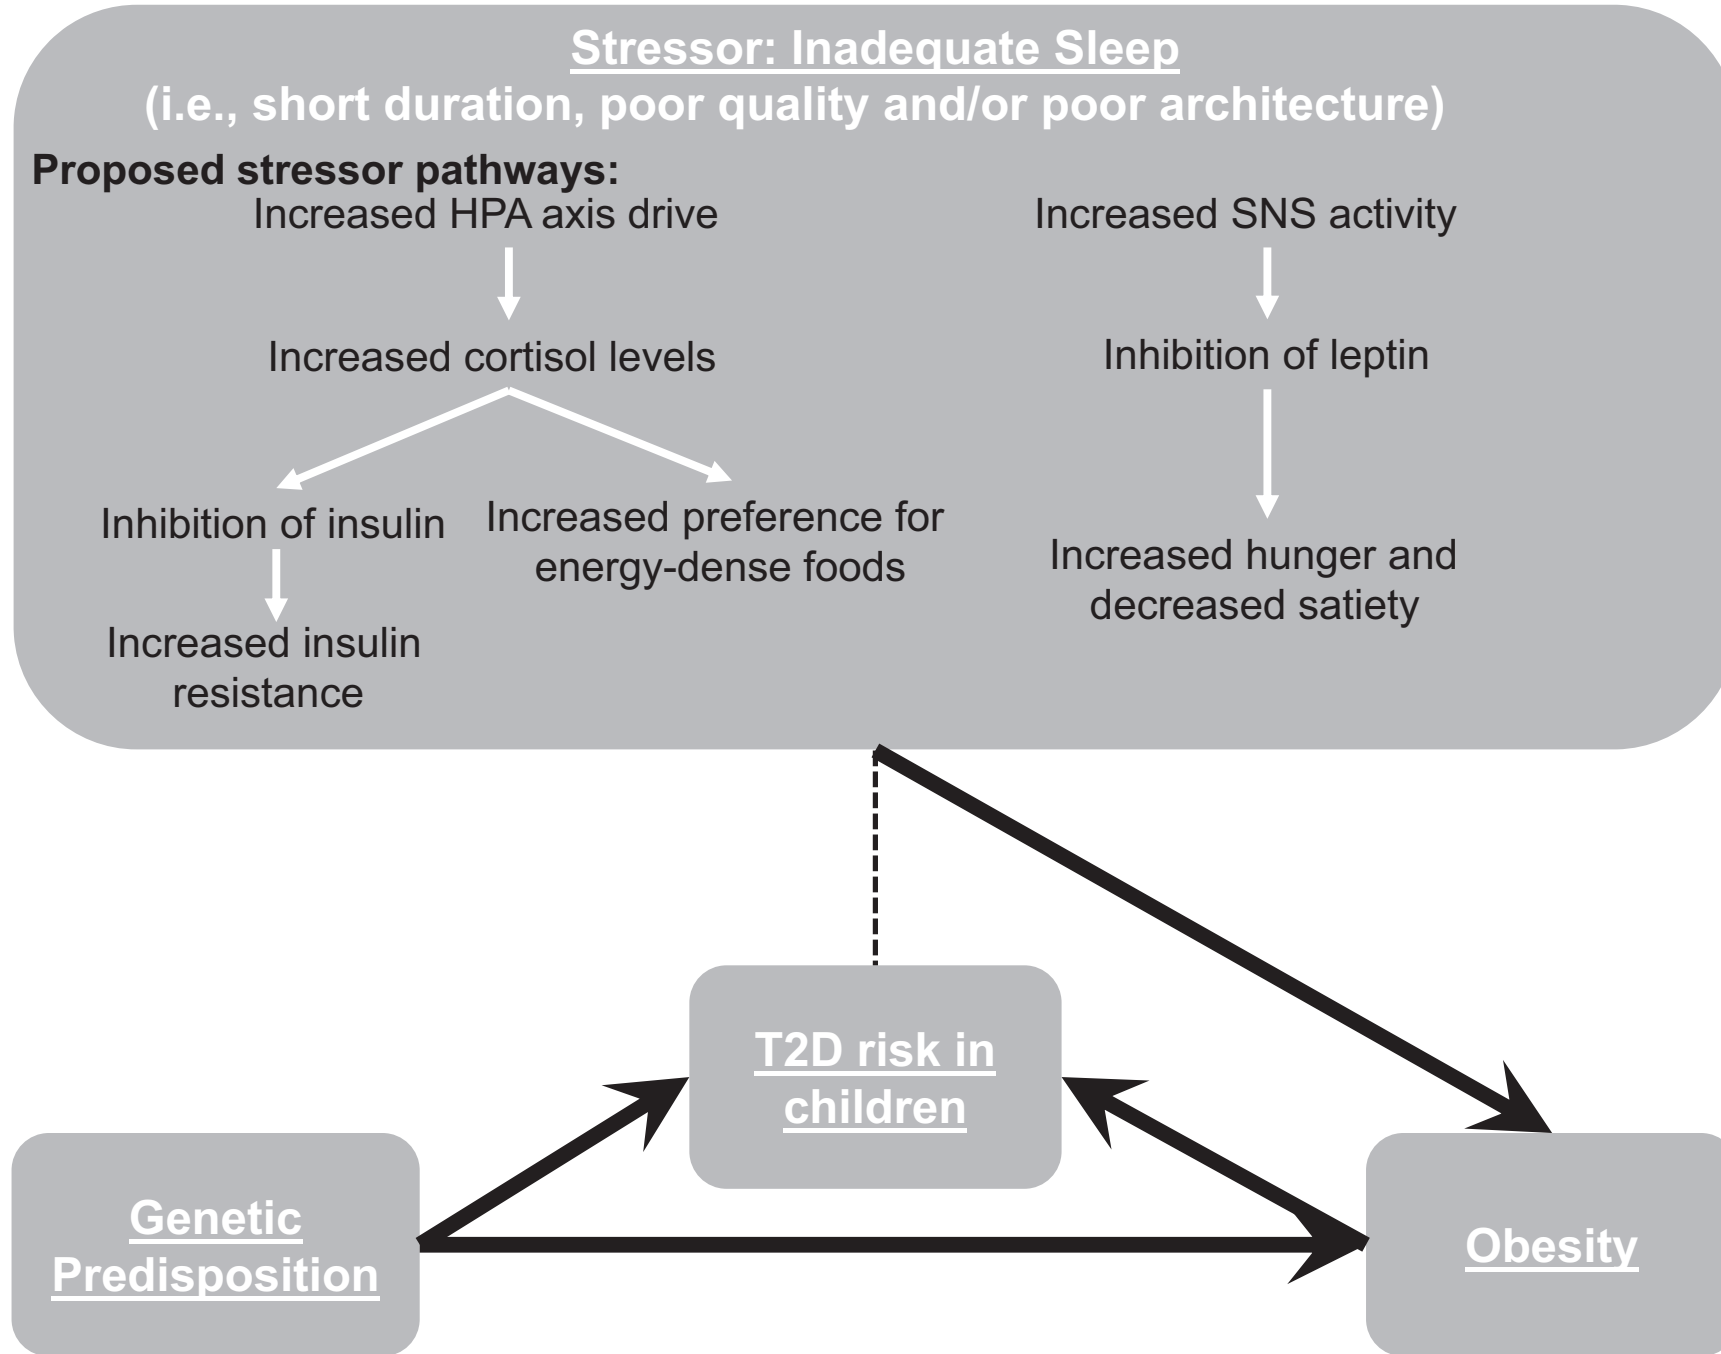 Stressor: Inadequate Sleep
(i.e., short duration, poor quality and/or poor architecture)
Proposed stressor pathways:
Increased HPA axis drive
Increased SNS activity
Increased cortisol levels
Inhibition of leptin
Inhibition of insulin
Increased preference for
energy-dense foods
Increased hunger and
decreased satiety
Increased insulin
resistance
T2D risk in
children
Genetic
Predisposition
Obesity